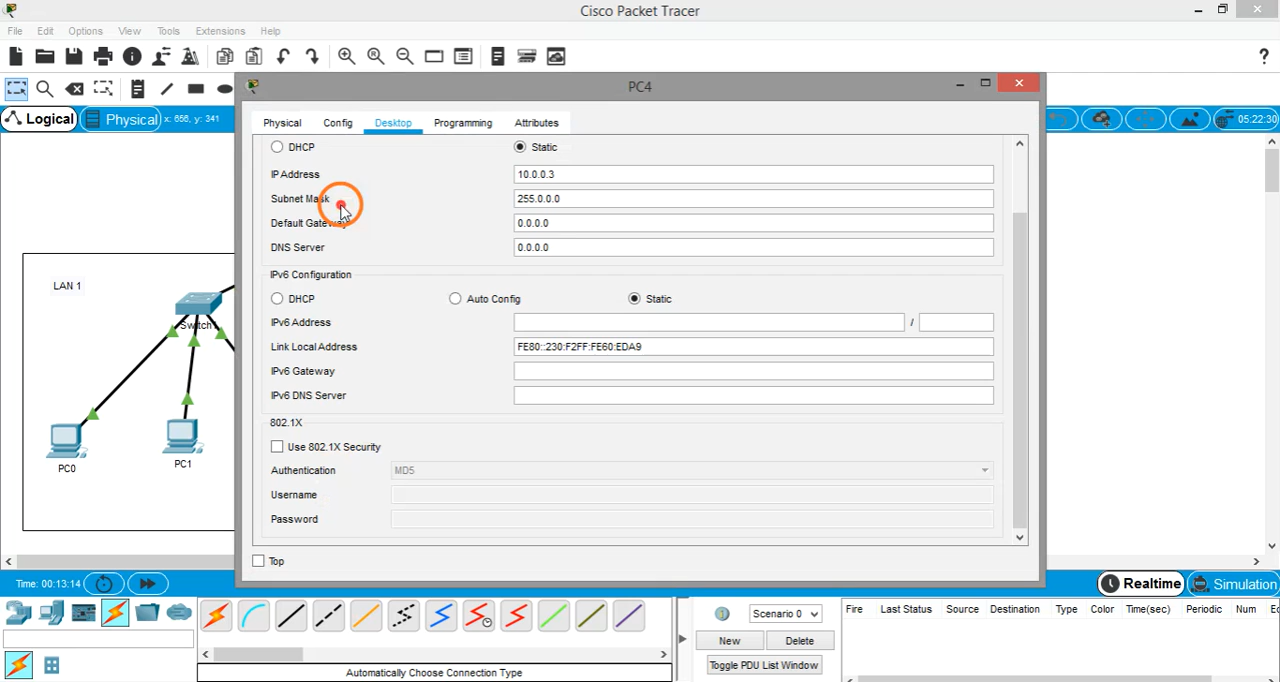 Cisco Packet Tracer
File Edit Options View Tools Extensions Help
?
PC4
Logical Physical x: 656, y: 341
05:22:30
Physical Config Desktop Programming Attributes
DHCP Static
IP Address 10.0.0.3
Subnet Mask 255.0.0.0
Default Gateway 0.0.0.0
DNS Server 0.0.0.0
IPv6 Configuration
DHCP Auto Config Static
IPv6 Address /
Link Local Address FE80::230:F2FF:FE60:EDA9
IPv6 Gateway
IPv6 DNS Server
802.1X
Use 802.1X Security
Authentication MD5
Username
Password
Top
LAN 1
Switch
PC0
PC1
Time: 00:13:14
Realtime Simulation
Scenario 0
New Delete
Toggle PDU List Window
Fire Last Status Source Destination Type Color Time(sec) Periodic Num Ec
Automatically Choose Connection Type